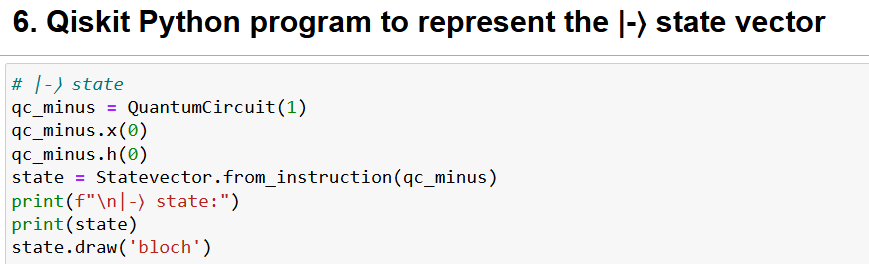 6. Qiskit Python program to represent the |-⟩ state vector
# |-⟩ state
qc_minus = QuantumCircuit(1)
qc_minus.x(0)
qc_minus.h(0)
state = Statevector.from_instruction(qc_minus)
print(f"\n|-⟩ state:")
print(state)
state.draw('bloch')